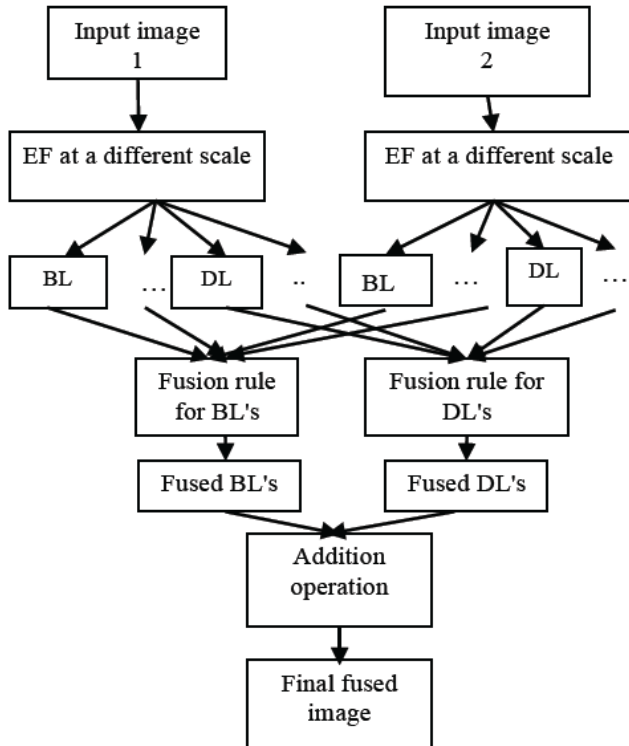 Input image
1
Input image
2
EF at a different scale
EF at a different scale
BL
...
DL
..
BL
...
DL
...
Fusion rule
for BL's
Fusion rule for
DL's
Fused BL's
Fused DL's
Addition
operation
Final fused
image